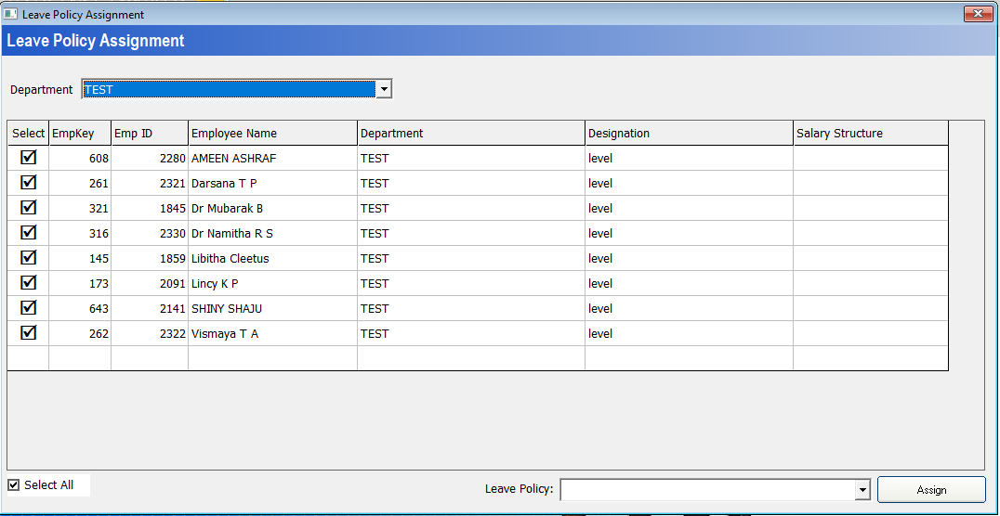 Leave Policy Assignment
Leave Policy Assignment
Department TEST
Select EmpKey Emp ID Employee Name Department Designation Salary Structure
608 2280 AMEEN ASHRAF TEST level
261 2321 Darsana T P TEST level
321 1845 Dr Mubarak B TEST level
316 2330 Dr Namitha R S TEST level
145 1859 Libitha Cleetus TEST level
173 2091 Lincy K P TEST level
643 2141 SHINY SHAJU TEST level
262 2322 Vismaya T A TEST level
Select All Leave Policy: Assign